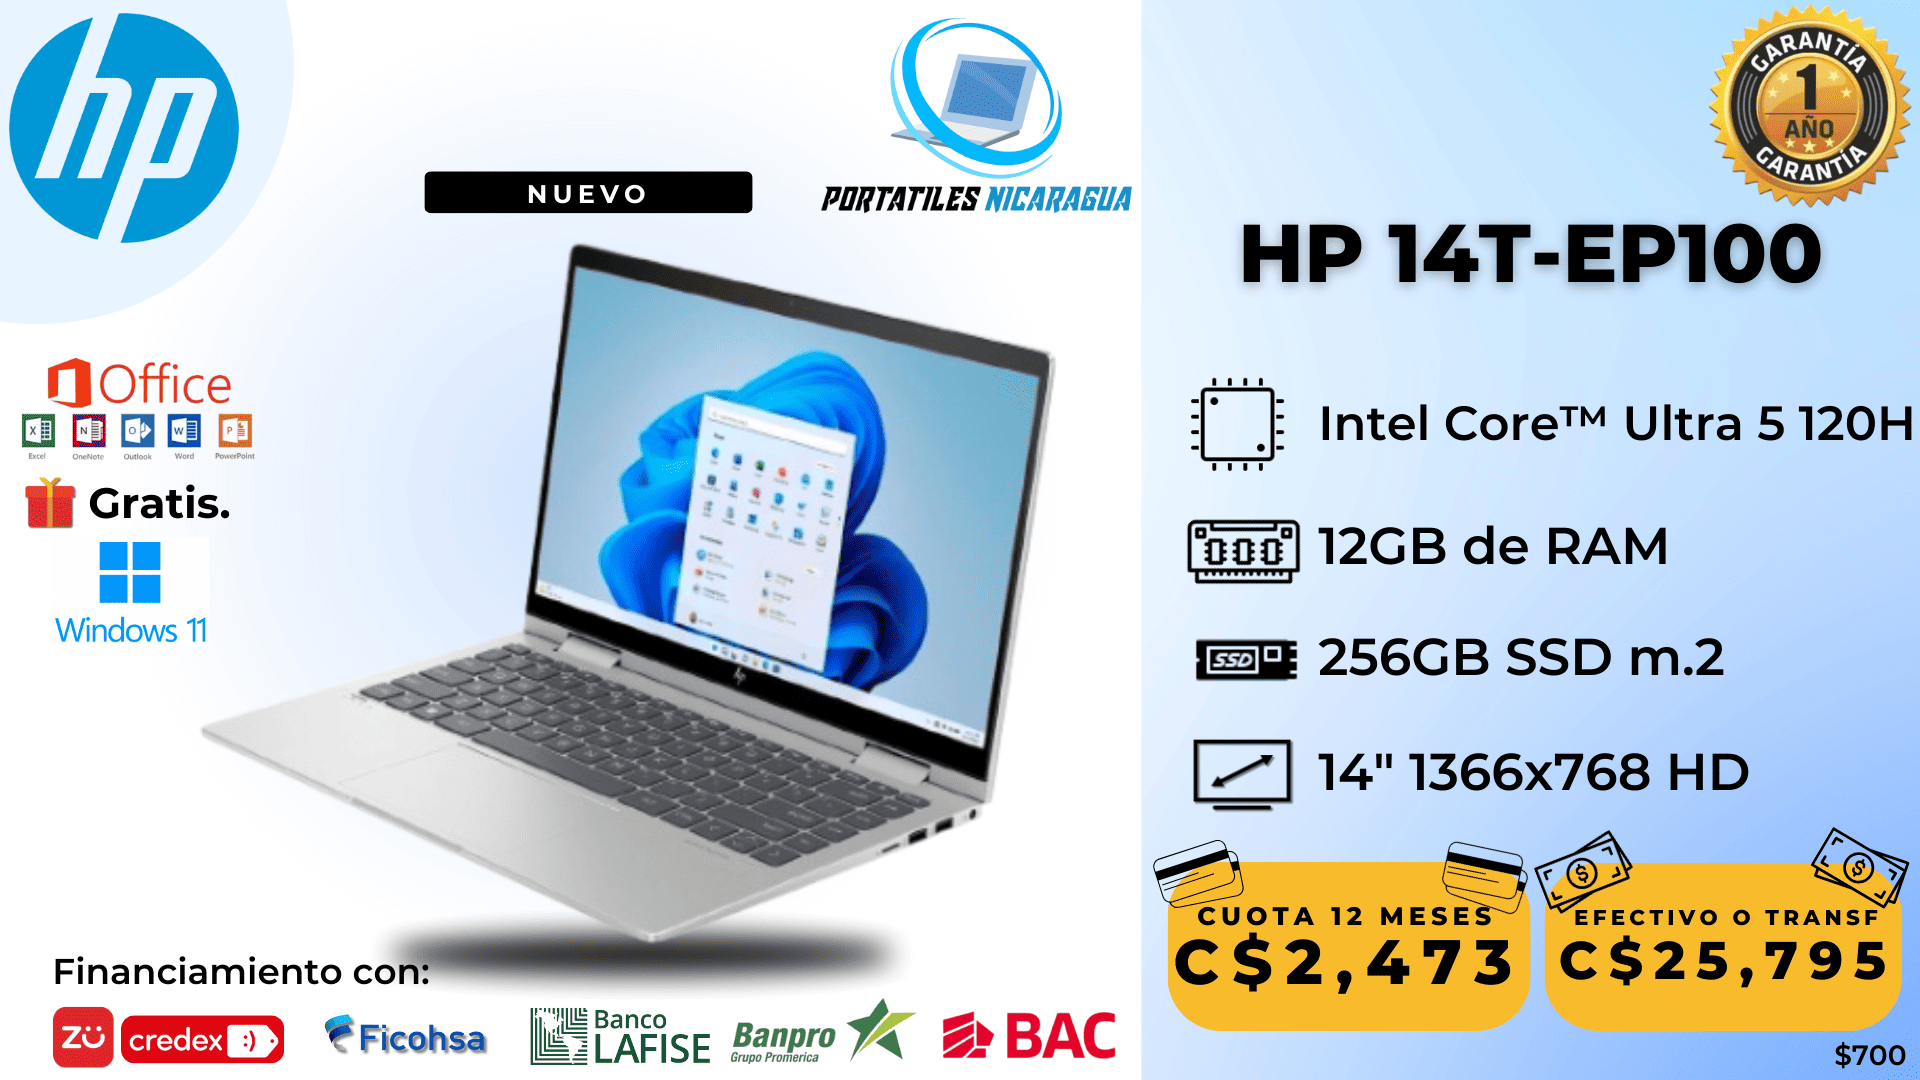 hp
NUEVO
PORTATILES NICARAGUA
GARANTÍA
1
AÑO
GARANTÍA
HP 14T-EP100
Office
Excel
OneNote
Outlook
Word
PowerPoint
Gratis.
Windows 11
Intel Core™ Ultra 5 120H
12GB de RAM
SSD
256GB SSD m.2
14" 1366x768 HD
CUOTA 12 MESES
C$2,473
EFECTIVO O TRANSF
C$25,795
Financiamiento con:
ZU
credex :)
Ficohsa
Banco
LAFISE
Banpro
Grupo Promerica
BAC
$700